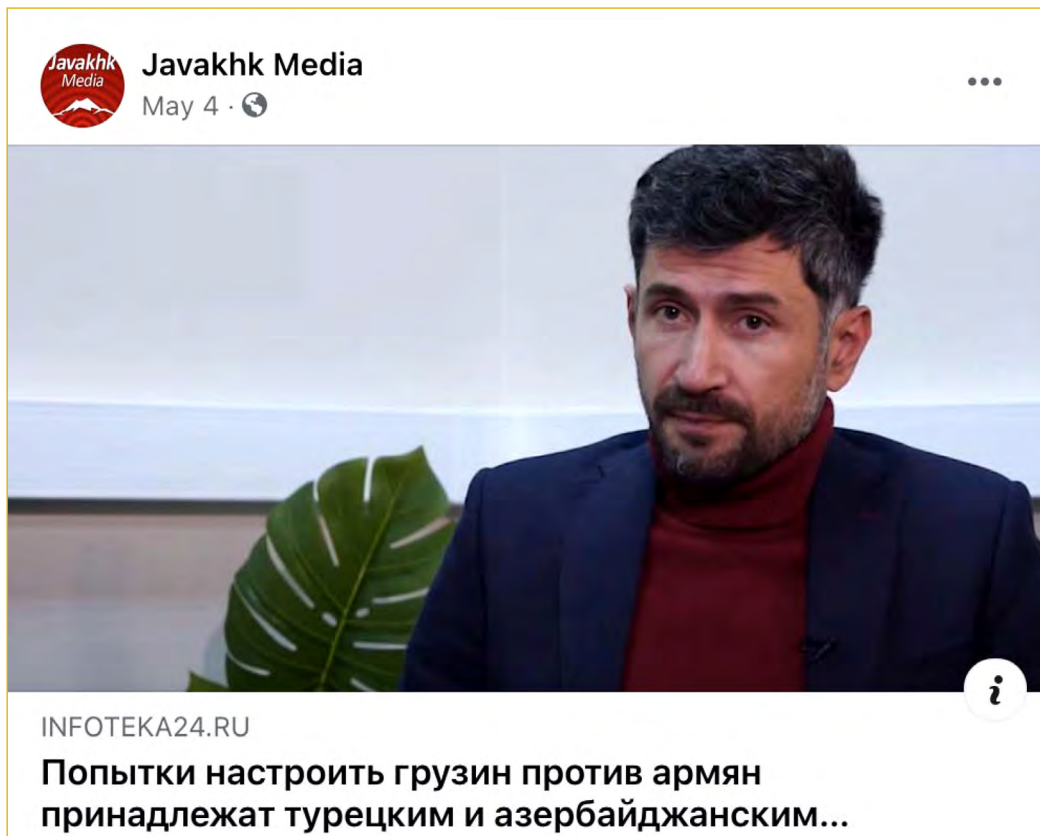 Javakhk
Media
Javakhk Media
May 4 ·
INFOTEKA24.RU
Попытки настроить грузин против армян
принадлежат турецким и азербайджанским...